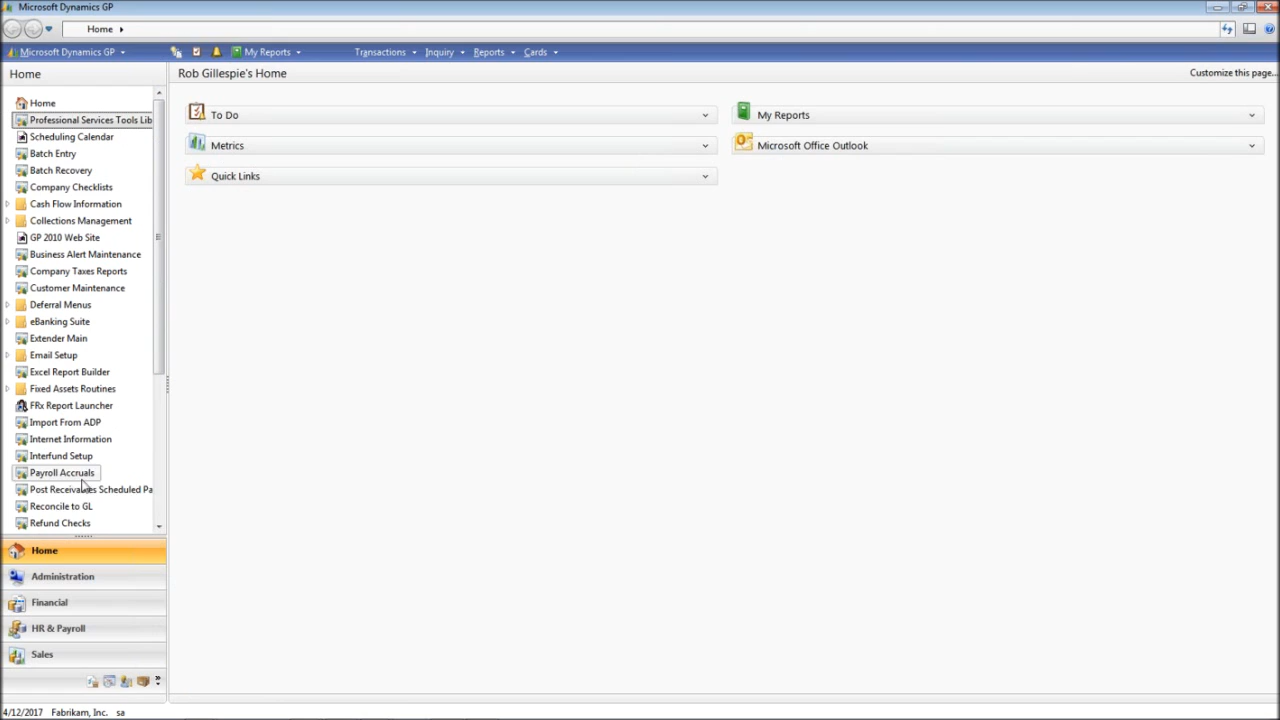 Microsoft Dynamics GP
Home
Microsoft Dynamics GP
My Reports
Transactions
Inquiry
Reports
Cards
Home
Rob Gillespie's Home
Customize this page...
Home
Professional Services Tools Lib
Scheduling Calendar
Batch Entry
Batch Recovery
Company Checklists
Cash Flow Information
Collections Management
GP 2010 Web Site
Business Alert Maintenance
Company Taxes Reports
Customer Maintenance
Deferral Menus
eBanking Suite
Extender Main
Email Setup
Excel Report Builder
Fixed Assets Routines
FRx Report Launcher
Import From ADP
Internet Information
Interfund Setup
Payroll Accruals
Post Receivables Scheduled Pa
Reconcile to GL
Refund Checks
To Do
Metrics
Quick Links
My Reports
Microsoft Office Outlook
Home
Administration
Financial
HR & Payroll
Sales
4/12/2017 Fabrikam, Inc. sa